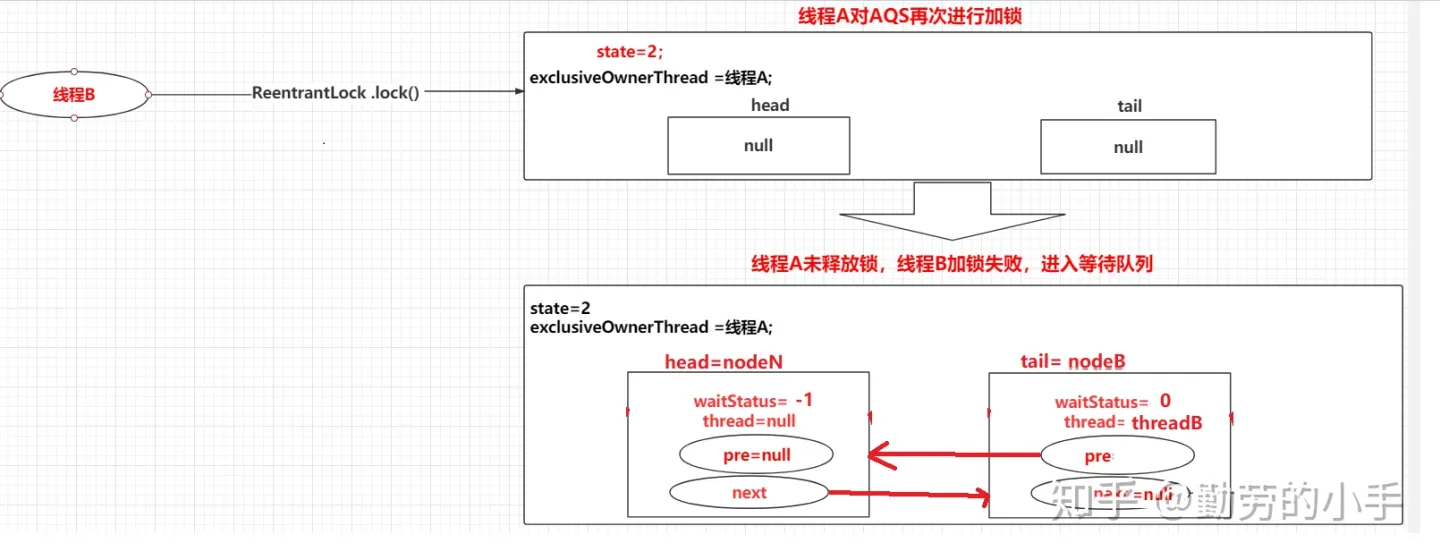 线程A对AQS再次进行加锁
state=2;
exclusiveOwnerThread =线程A;
线程B
ReentrantLock .lock()
head
tail
null
null
线程A未释放锁，线程B加锁失败，进入等待队列
state=2
exclusiveOwnerThread =线程A;
head=nodeN
tail= nodeB
waitStatus= -1
thread=null
pre=null
next
waitStatus= 0
thread= threadB
pre
next=null
知乎 @勤劳的小手